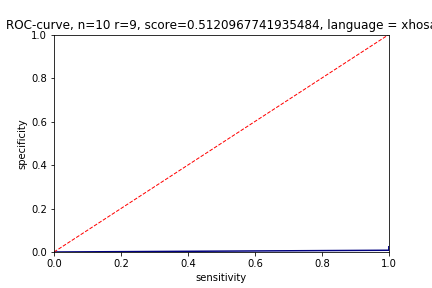 ROC-curve, n=10 r=9, score=0.5120967741935484, language = xhosa
1.0
0.8
0.6
0.4
0.2
0.0
specificity
0.0 0.2 0.4 0.6 0.8 1.0
sensitivity